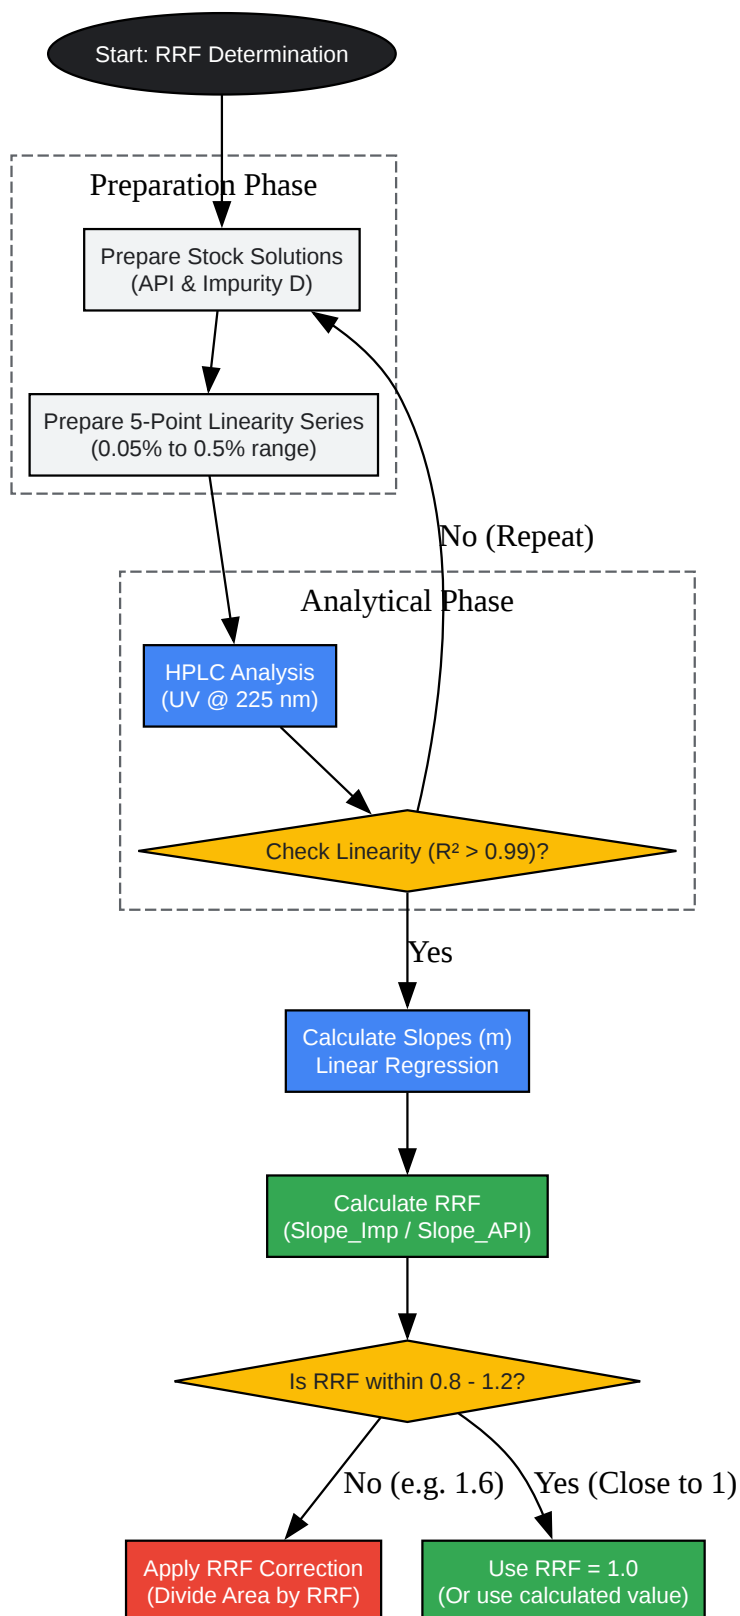 Start: RRF Determination
Preparation Phase
Prepare Stock Solutions
(API & Impurity D)
Prepare 5-Point Linearity Series
(0.05% to 0.5% range)
No (Repeat)
Analytical Phase
HPLC Analysis
(UV @ 225 nm)
Check Linearity (R² > 0.99)?
Yes
Calculate Slopes (m)
Linear Regression
Calculate RRF
(Slope_Imp / Slope_API)
Is RRF within 0.8 - 1.2?
No (e.g. 1.6)
Yes (Close to 1)
Apply RRF Correction
(Divide Area by RRF)
Use RRF = 1.0
(Or use calculated value)